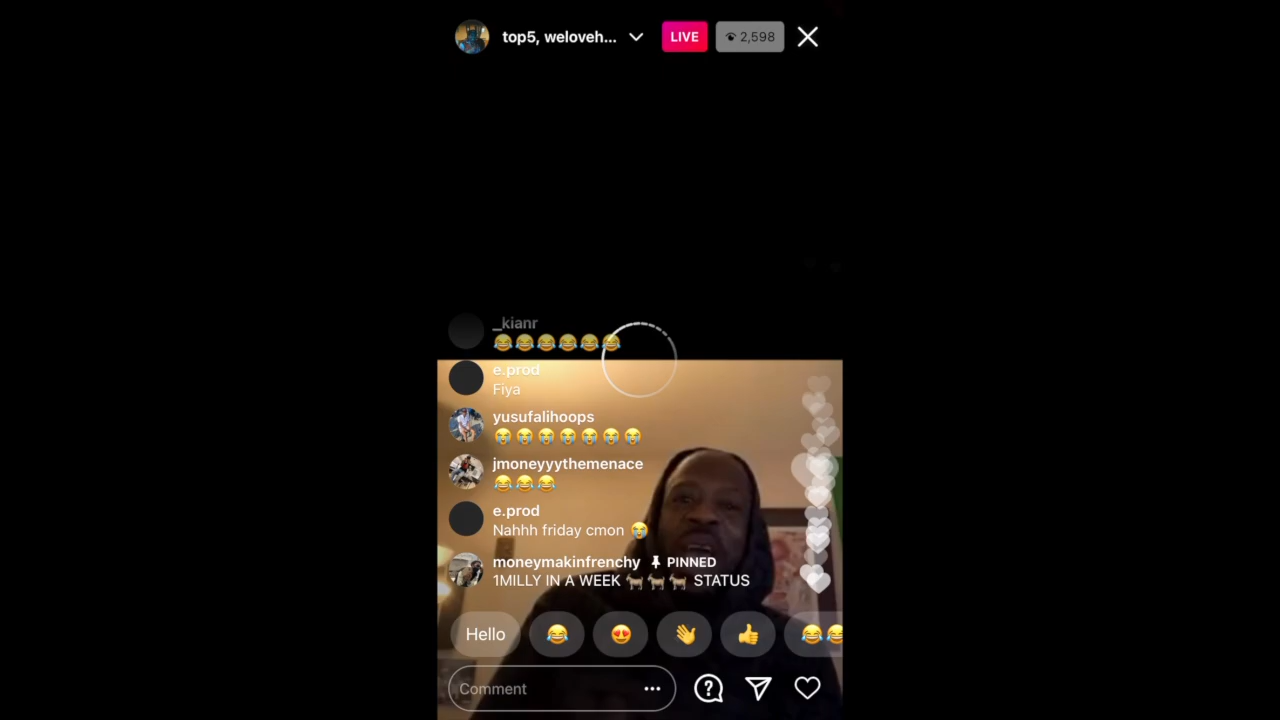 top5, weloveh... LIVE 2,598
_kianr
😂😂😂😂😂😂
e.prod
Fiya
yusufalihoops
😭😭😭😭😭😭😭
jmoneyyythemenace
😂😂😂
e.prod
Nahhh friday cmon 😭
moneymakinfrenchy PINNED
1MILLY IN A WEEK 🐐🐐🐐 STATUS
Hello 😂 😍 👋 👍 😂😂
Comment